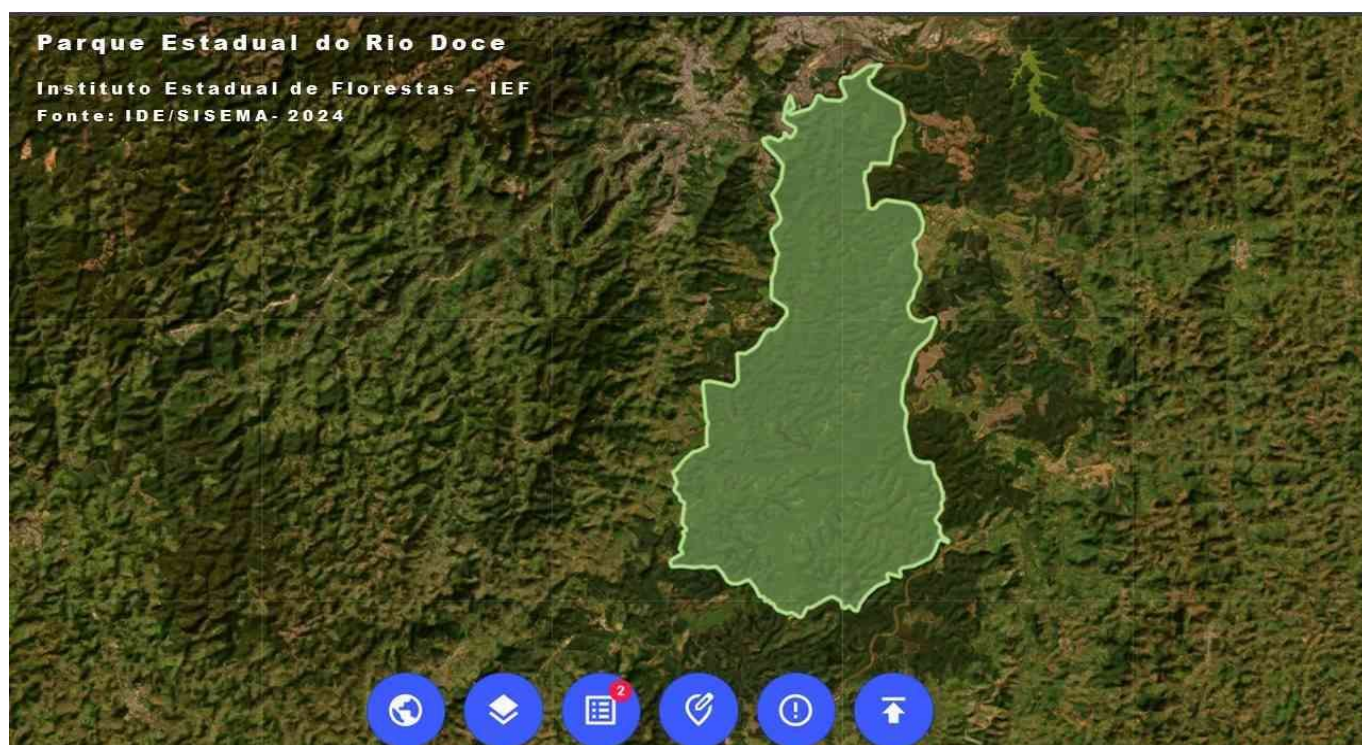 Parque Estadual do Rio Doce
Instituto Estadual de Florestas – IEF
Fonte: IDE/SISEMA- 2024
2